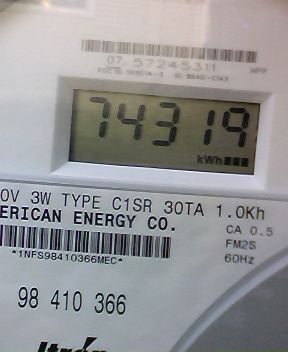 07 57245311
74319
kWh
0V 3W TYPE C1SR 30TA 1.0Kh
ERICAN ENERGY CO.
CA 0.5
FM2S
60Hz
*1NFS98410366MEC*
98 410 366
Itrón